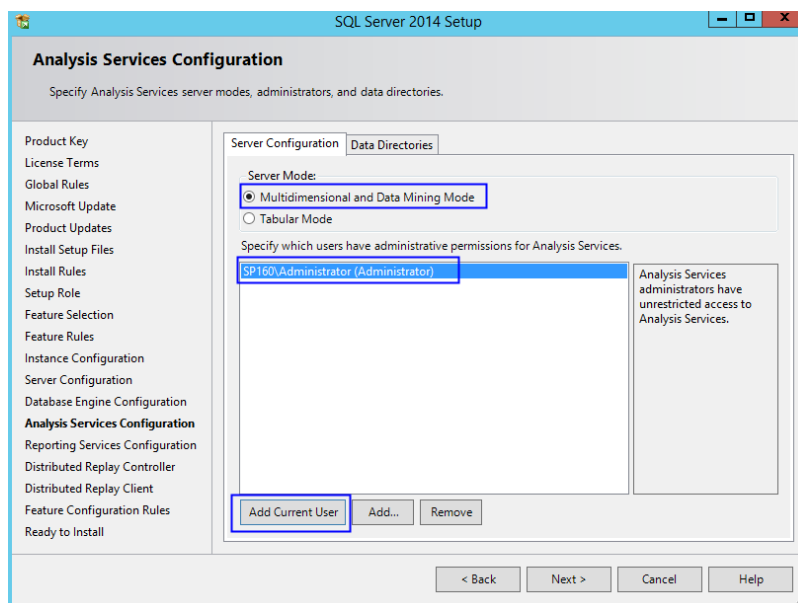 SQL Server 2014 Setup
Analysis Services Configuration
Specify Analysis Services server modes, administrators, and data directories.
Product Key
License Terms
Global Rules
Microsoft Update
Product Updates
Install Setup Files
Install Rules
Setup Role
Feature Selection
Feature Rules
Instance Configuration
Server Configuration
Database Engine Configuration
Analysis Services Configuration
Reporting Services Configuration
Distributed Replay Controller
Distributed Replay Client
Feature Configuration Rules
Ready to Install
Server Configuration Data Directories
Server Mode:
Multidimensional and Data Mining Mode
Tabular Mode
Specify which users have administrative permissions for Analysis Services.
SP160\Administrator (Administrator)
Analysis Services
administrators have
unrestricted access to
Analysis Services.
Add Current User Add... Remove
< Back Next > Cancel Help